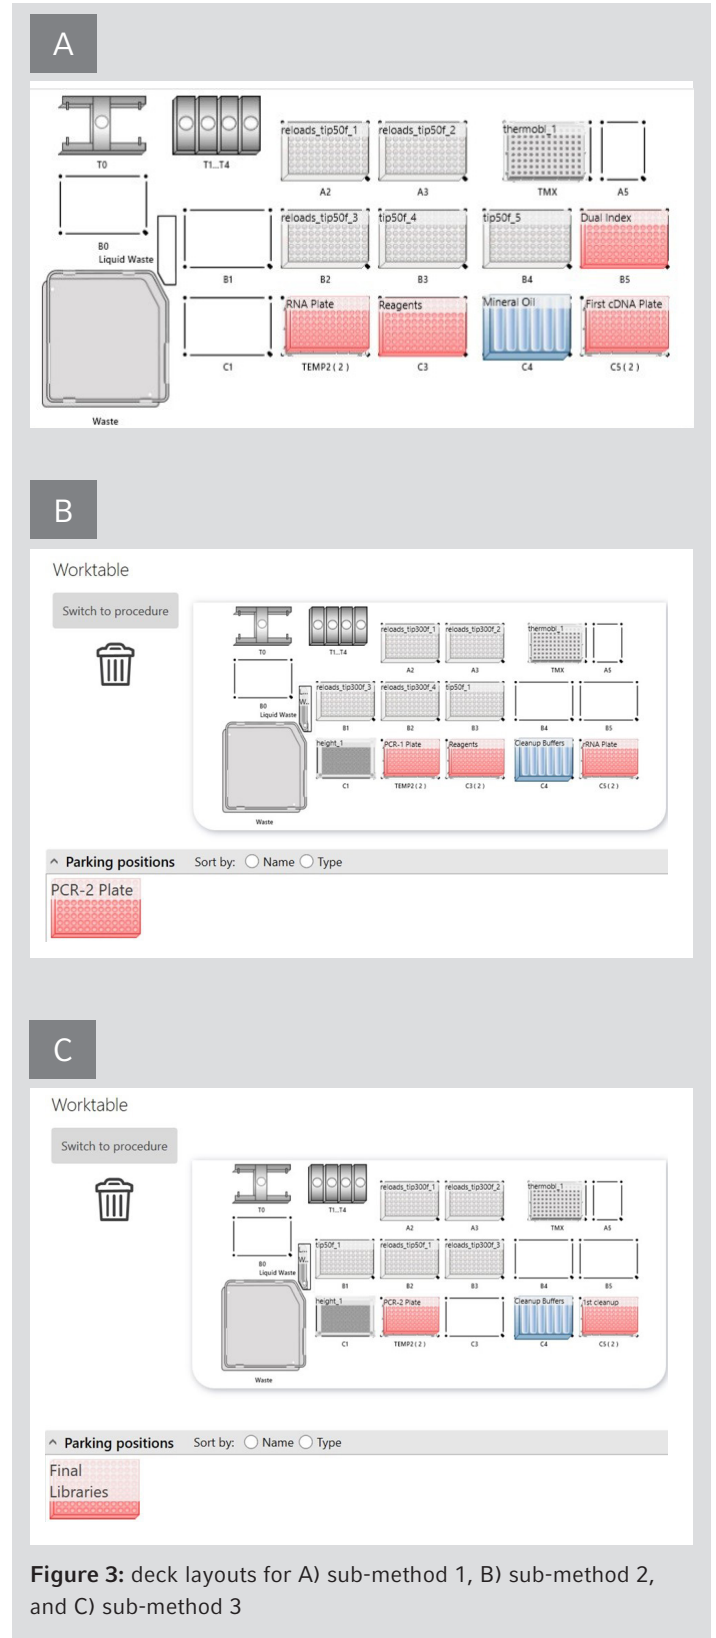 A
reloads_tip50f_1 reloads_tip50f_2 thermobl_1
T0 T1...T4 A2 A3 TMX A5
reloads_tip50f_3 tip50f_4 tip50f_5 Dual Index
B0
Liquid Waste
B1 B2 B3 B4 B5
RNA Plate Reagents Mineral Oil First cDNA Plate
C1 TEMP2 ( 2 ) C3 C4 C5 ( 2 )
Waste
B
Worktable
Switch to procedure
reloads_tip300f_1 reloads_tip300f_2 thermobl_1
T0 T1...T4 A2 A3 TMX A5
L... W... reloads_tip300f_3 reloads_tip300f_4 tip50f_1
B0
Liquid Waste
B1 B2 B3 B4 B5
height_1 PCR-1 Plate Reagents Cleanup Buffers rRNA Plate
C1 TEMP2 ( 2 ) C3 ( 2 ) C4 C5 ( 2 )
Waste
Parking positions Sort by: Name Type
PCR-2 Plate
C
Worktable
Switch to procedure
reloads_tip300f_1 reloads_tip300f_2 thermobl_1
T0 T1...T4 A2 A3 TMX A5
L... W... tip50f_1 reloads_tip50f_1 reloads_tip300f_3
B0
Liquid Waste
B1 B2 B3 B4 B5
height_1 PCR-2 Plate Cleanup Buffers 1st cleanup
C1 TEMP2 ( 2 ) C3 C4 C5 ( 2 )
Waste
Parking positions Sort by: Name Type
Final
Libraries
Figure 3: deck layouts for A) sub-method 1, B) sub-method 2,
and C) sub-method 3